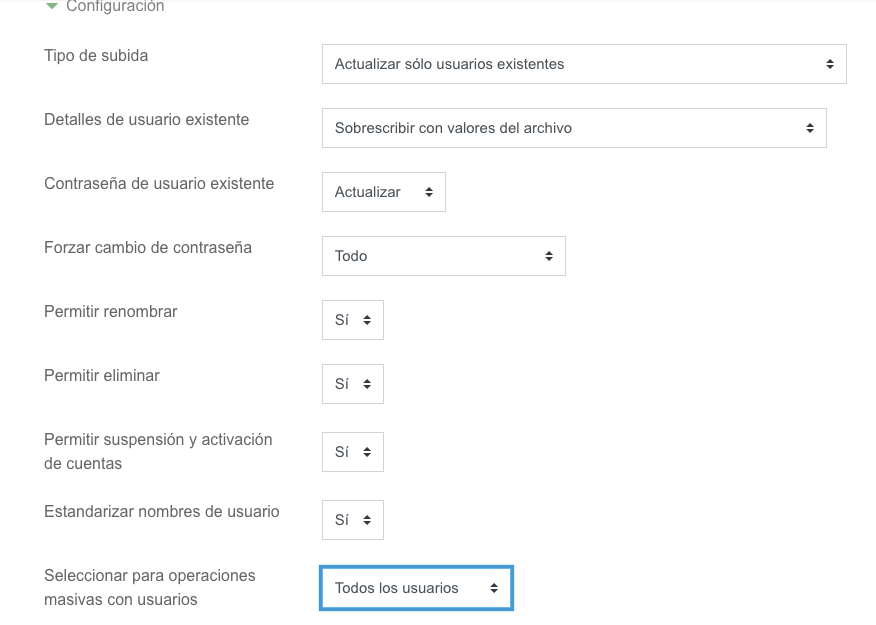 Configuración
Tipo de subida
Actualizar sólo usuarios existentes
Detalles de usuario existente
Sobrescribir con valores del archivo
Contraseña de usuario existente
Actualizar
Forzar cambio de contraseña
Todo
Permitir renombrar
Sí
Permitir eliminar
Sí
Permitir suspensión y activación
de cuentas
Sí
Estandarizar nombres de usuario
Sí
Seleccionar para operaciones
masivas con usuarios
Todos los usuarios